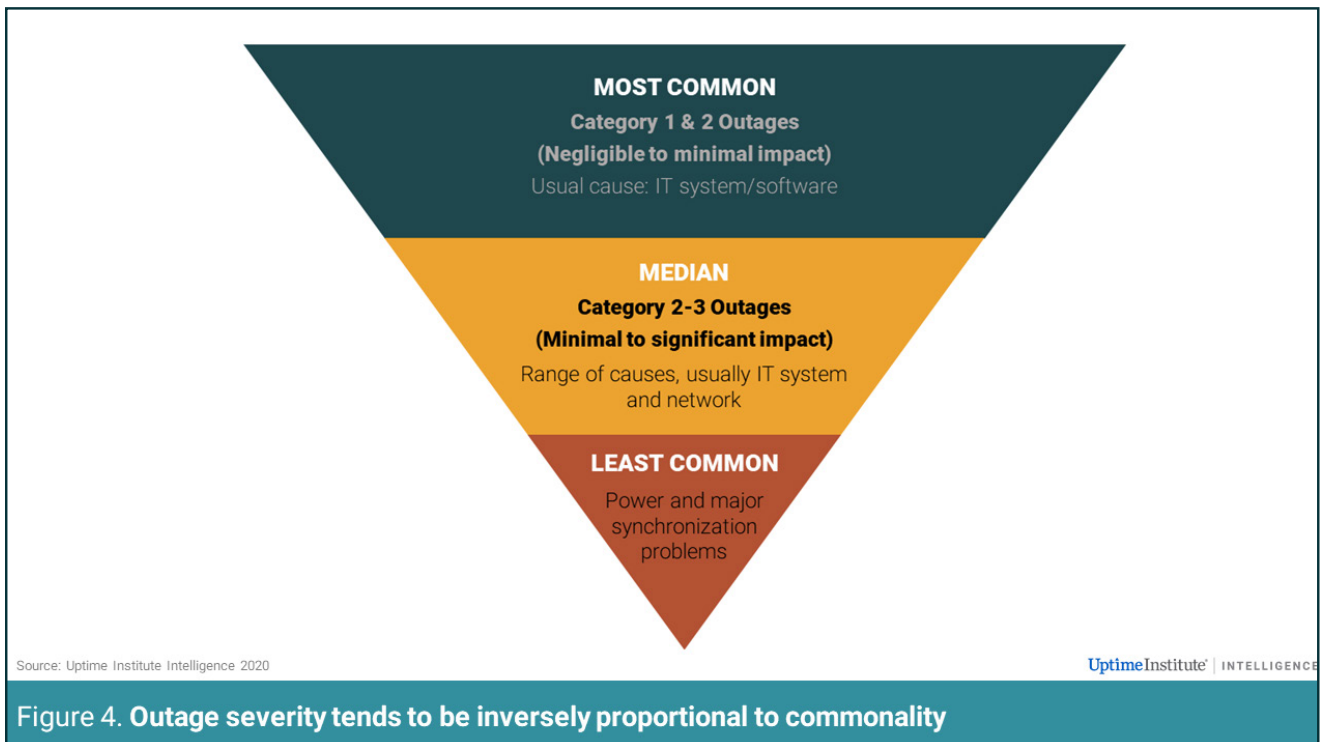 MOST COMMON
Category 1 & 2 Outages
(Negligible to minimal impact)
Usual cause: IT system/software
MEDIAN
Category 2-3 Outages
(Minimal to significant impact)
Range of causes, usually IT system
and network
LEAST COMMON
Power and major
synchronization
problems
Source: Uptime Institute Intelligence 2020
UptimeInstitute® | INTELLIGENCE
Figure 4. Outage severity tends to be inversely proportional to commonality